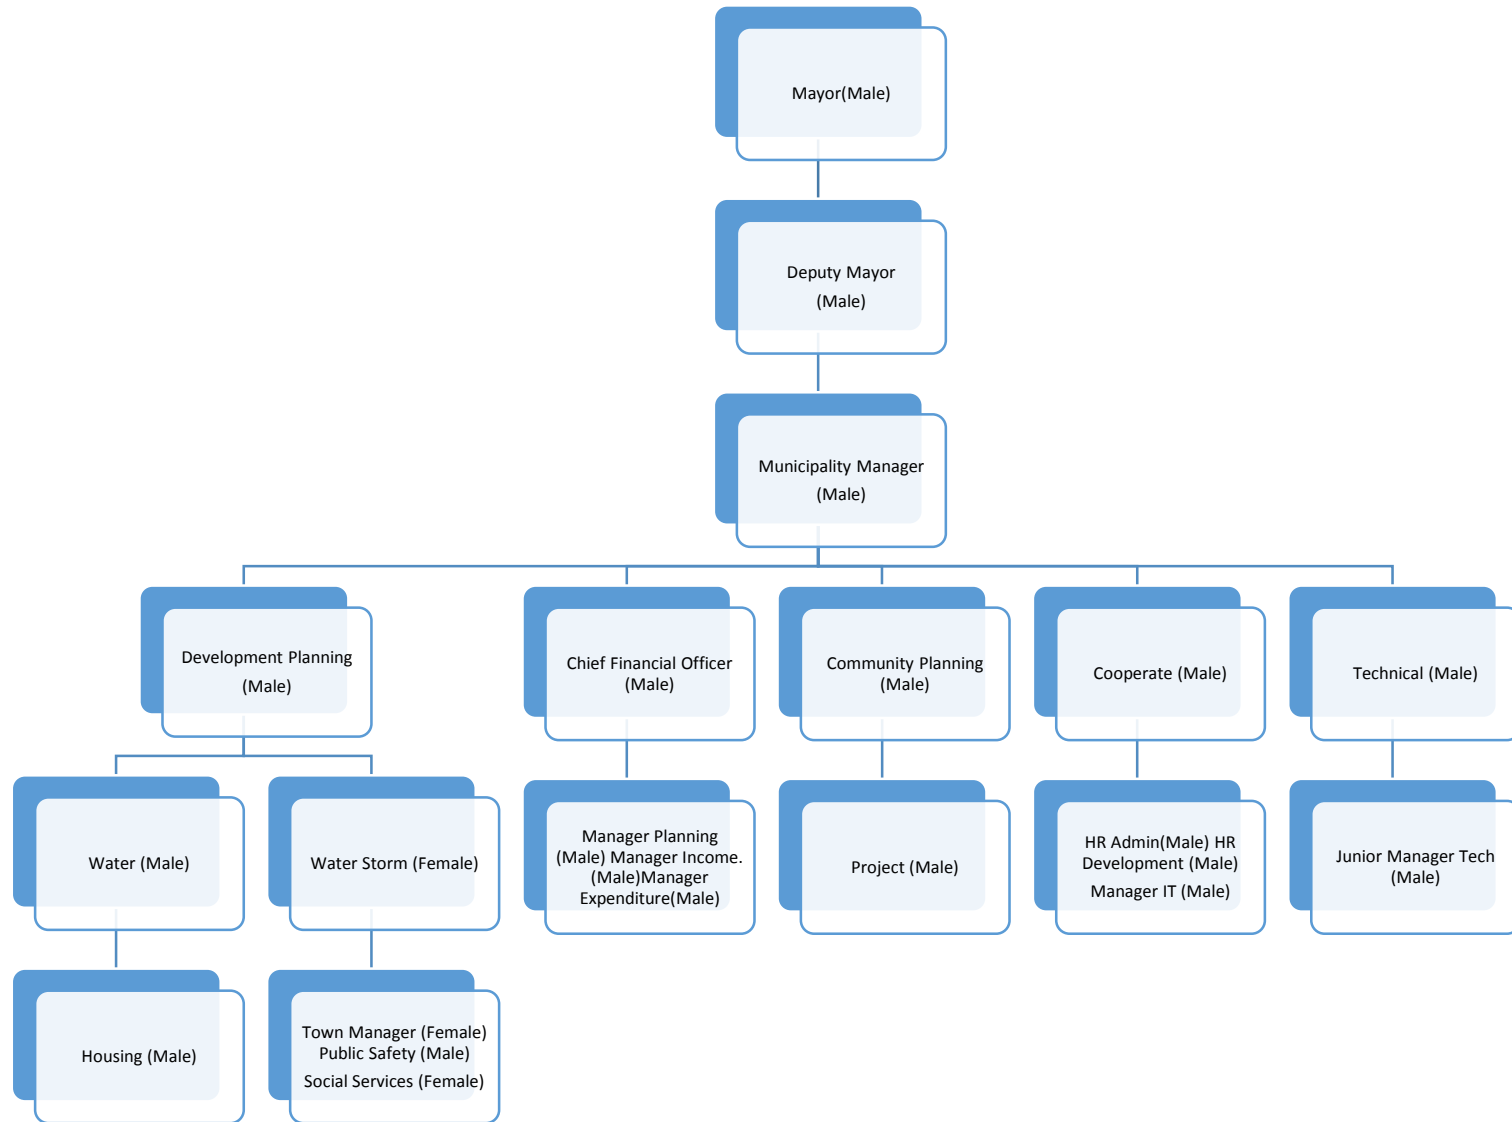 Mayor(Male)
Deputy Mayor
(Male)
Municipality Manager
(Male)
Development Planning
(Male)
Chief Financial Officer
(Male)
Community Planning
(Male)
Cooperate (Male)
Technical (Male)
Water (Male)
Water Storm (Female)
Manager Planning
(Male) Manager Income.
(Male)Manager
Expenditure(Male)
Project (Male)
HR Admin(Male) HR
Development (Male)
Manager IT (Male)
Junior Manager Tech
(Male)
Housing (Male)
Town Manager (Female)
Public Safety (Male)
Social Services (Female)